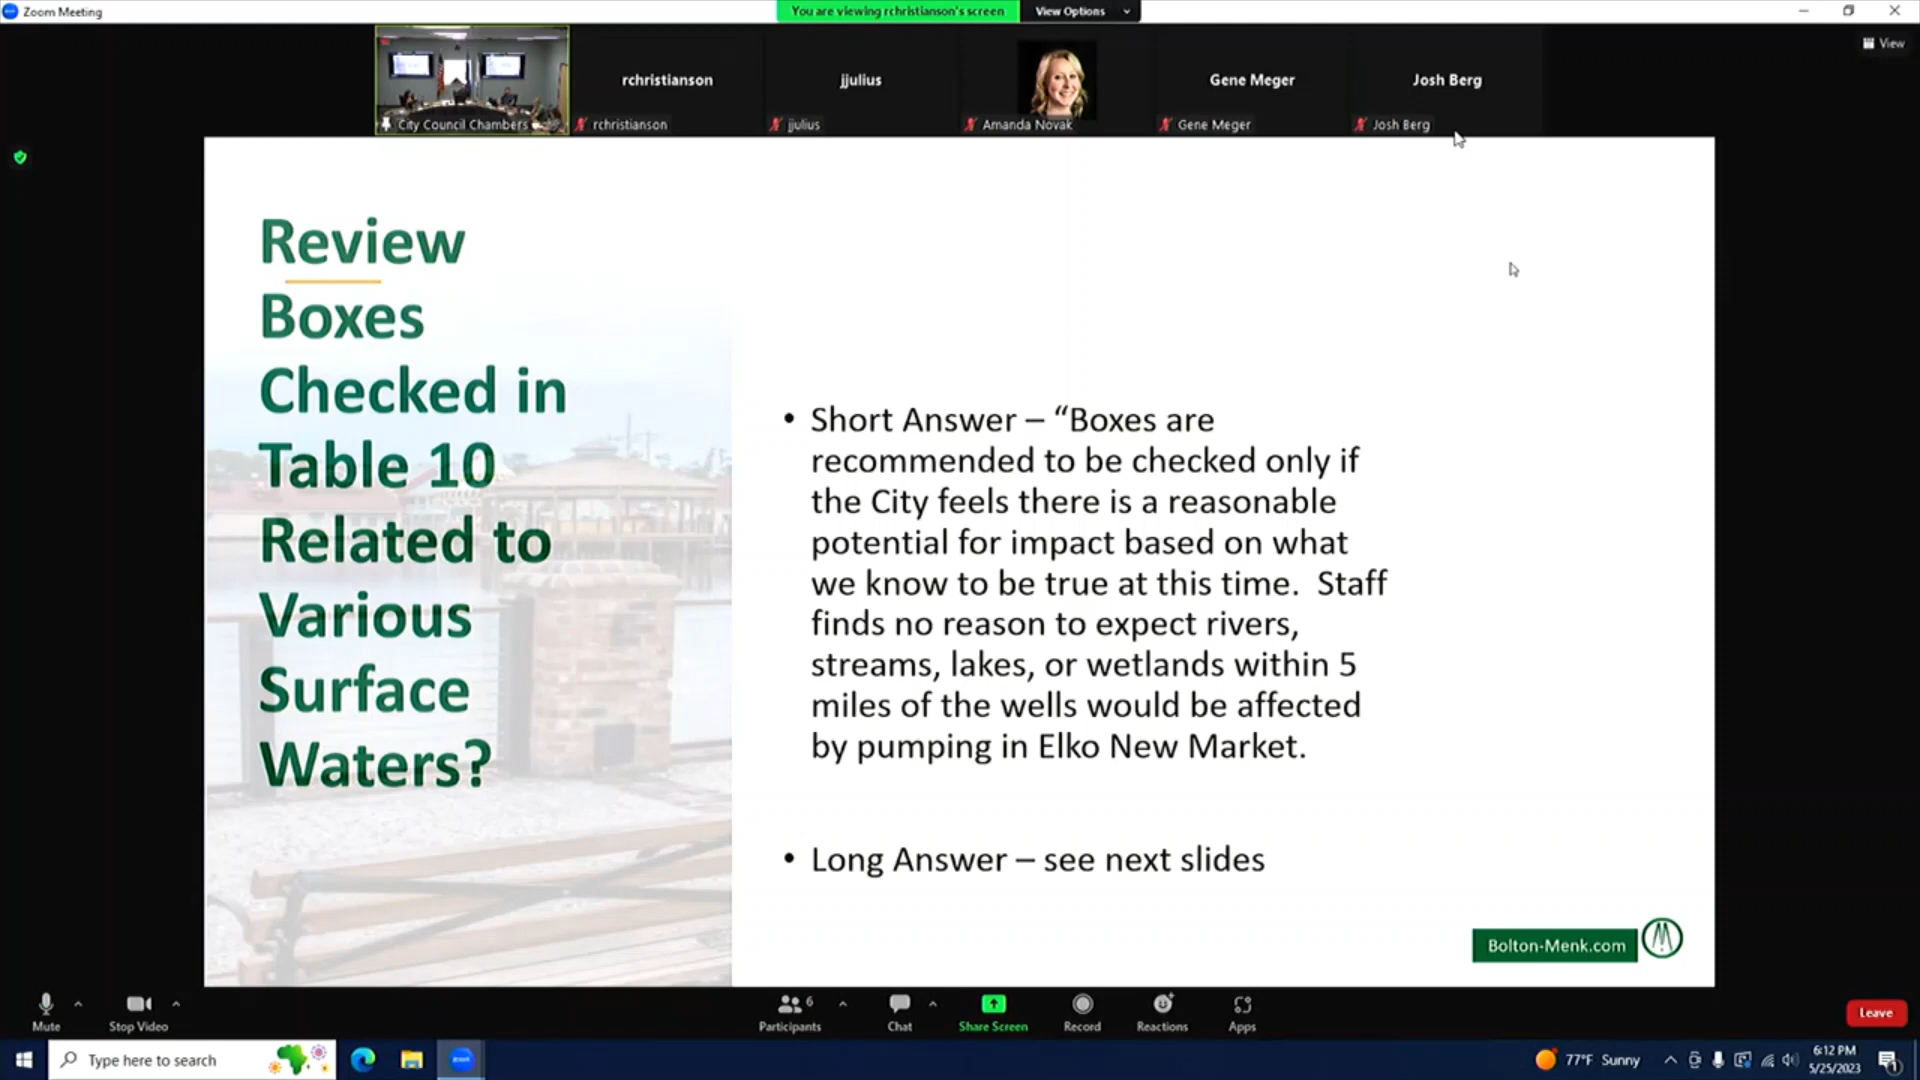 Zoom Meeting
You are viewing rchristianson's screen
View Options
View
rchristianson
jjulius
Gene Meger
Josh Berg
City Council Chambers
rchristianson
jjulius
Amanda Novak
Gene Meger
Josh Berg
Review
Boxes
Checked in
Table 10
Related to
Various
Surface
Waters?
• Short Answer – “Boxes are
recommended to be checked only if
the City feels there is a reasonable
potential for impact based on what
we know to be true at this time.  Staff
finds no reason to expect rivers,
streams, lakes, or wetlands within 5
miles of the wells would be affected
by pumping in Elko New Market.
• Long Answer – see next slides
Bolton-Menk.com
Mute
Stop Video
6
Participants
Chat
Share Screen
Record
Reactions
Apps
Leave
Type here to search
zoom
77°F Sunny
6:12 PM
5/25/2023
1